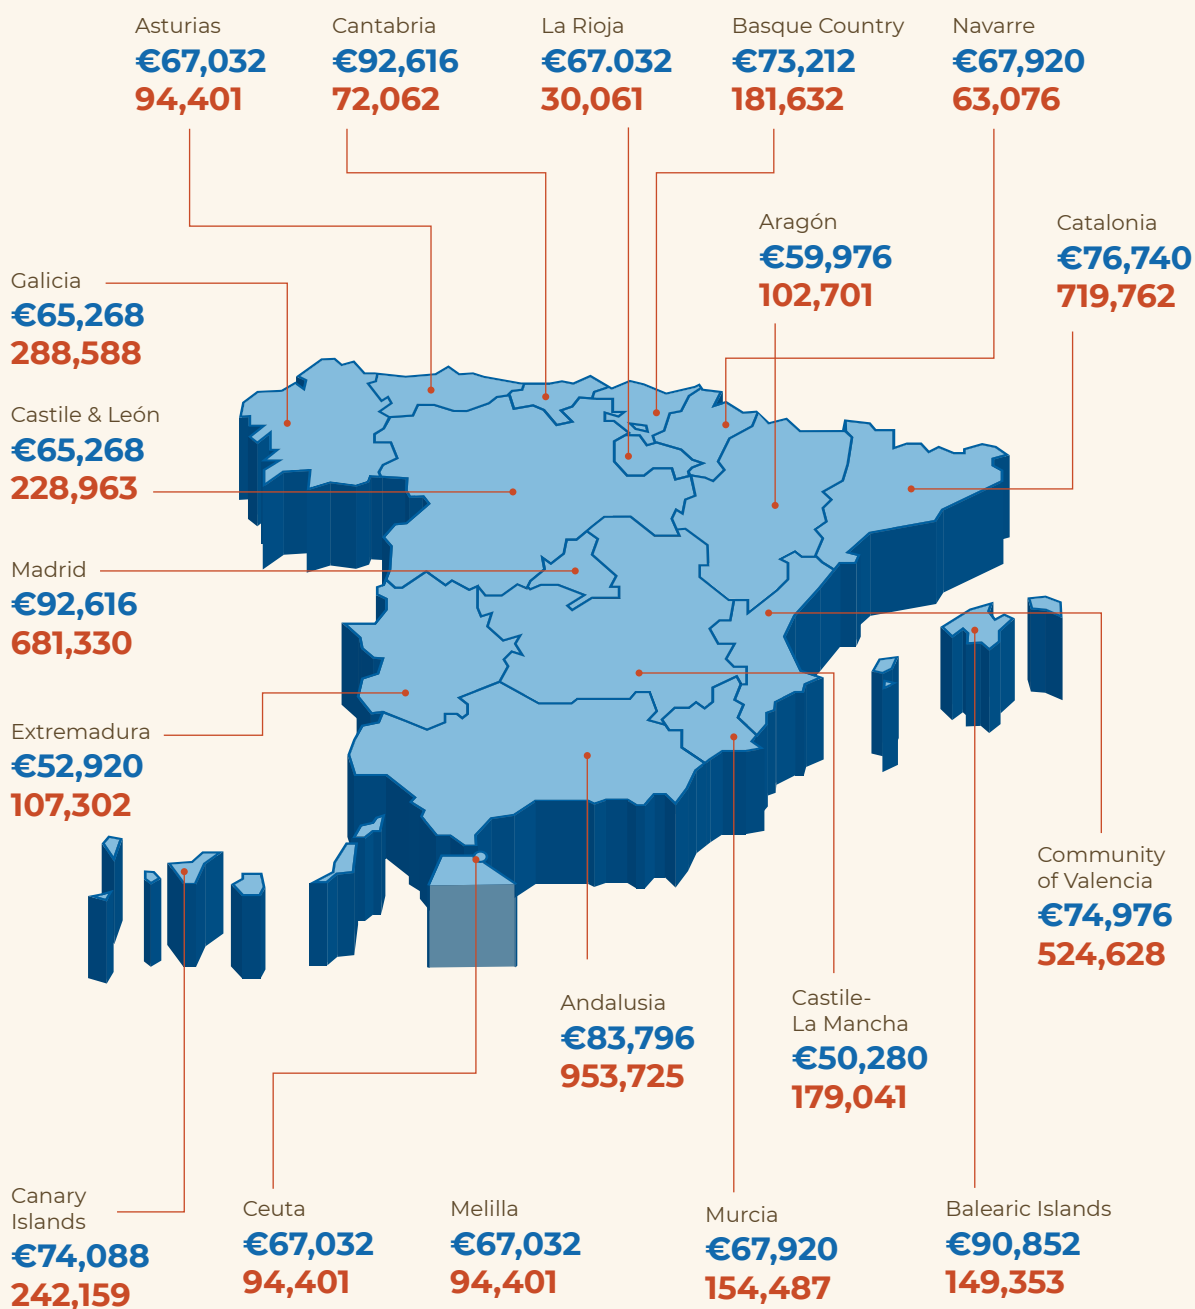 Asturias
€67,032
94,401
Cantabria
€92,616
72,062
La Rioja
€67.032
30,061
Basque Country
€73,212
181,632
Navarre
€67,920
63,076
Aragón
€59,976
102,701
Catalonia
€76,740
719,762
Galicia
€65,268
288,588
Castile & León
€65,268
228,963
Madrid
€92,616
681,330
Extremadura
€52,920
107,302
Community
of Valencia
€74,976
524,628
Andalusia
€83,796
953,725
Castile-
La Mancha
€50,280
179,041
Canary
Islands
€74,088
242,159
Ceuta
€67,032
94,401
Melilla
€67,032
94,401
Murcia
€67,920
154,487
Balearic Islands
€90,852
149,353